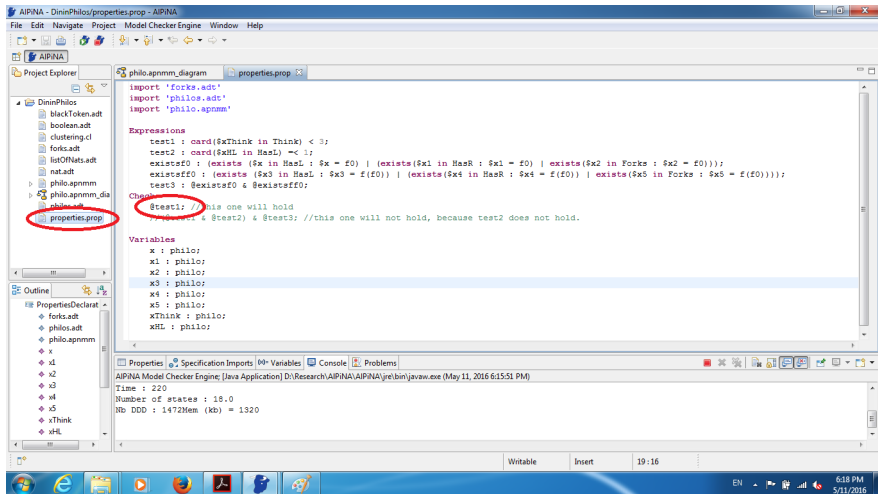 AlPiNA - DininPhilos/properties.prop - AlPiNA
File Edit Navigate Project Model Checker Engine Window Help
AlPiNA
Project Explorer
DininPhilos
blackToken.adt
boolean.adt
clustering.cl
forks.adt
listOfNats.adt
nat.adt
philo.apnmm
philo.apnmm_dia
philos.adt
properties.prop
Outline
PropertiesDeclarat
forks.adt
philos.adt
philo.apnmm
x
x1
x2
x3
x4
x5
xThink
xHL
philo.apnmm_diagram properties.prop
import 'forks.adt'
import 'philos.adt'
import 'philo.apnmm'
Expressions
test1 : card($xThink in Think) < 3;
test2 : card($xHL in HasL) =< 1;
existsf0 : (exists ($x in HasL : $x = f0) | (exists($x1 in HasR : $x1 = f0) | exists($x2 in Forks : $x2 = f0)));
existsff0 : (exists ($x3 in HasL : $x3 = f(f0)) | (exists($x4 in HasR : $x4 = f(f0)) | exists($x5 in Forks : $x5 = f(f0))));
test3 : @existsf0 & @existsff0;
Check
@test1; //this one will hold
& @test2) & @test3; //this one will not hold, because test2 does not hold.
Variables
x : philo;
x1 : philo;
x2 : philo;
x3 : philo;
x4 : philo;
x5 : philo;
xThink : philo;
xHL : philo;
Properties Specification Imports Variables Console Problems
AlPiNA Model Checker Engine; [Java Application] D:\Research\AlPiNA\AlPiNA\jre\bin\javaw.exe (May 11, 2016 6:15:51 PM)
Time : 220
Number of states : 18.0
Nb DDD : 1472Mem (kb) = 1320
Writable Insert 19 : 16
EN 6:18 PM
5/11/2016